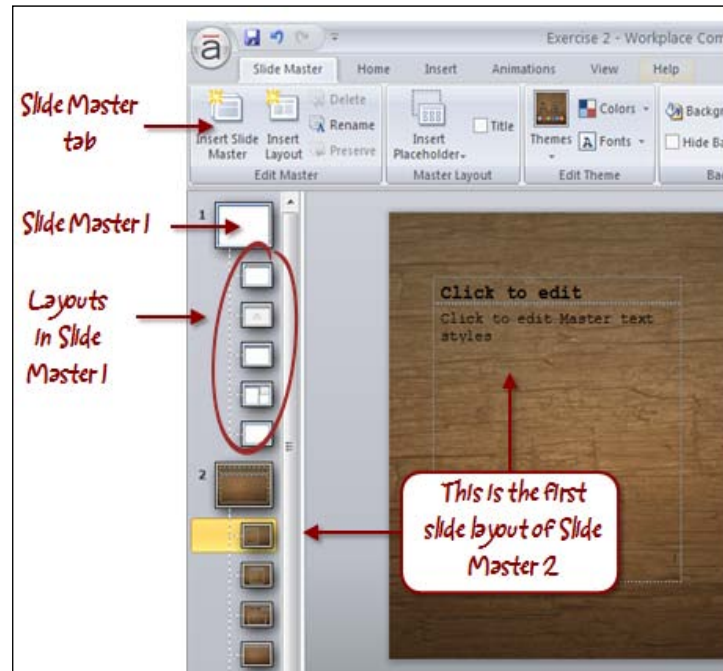 Exercise 2 - Workplace Com
Slide Master Home Insert Animations View Help
Slide Master
tab
Insert Slide
Master
Insert
Layout
Delete
Rename
Preserve
Edit Master
Insert
Placeholder
Title
Master Layout
Themes
Colors
A Fonts
Edit Theme
Backgr
Hide Ba
Bac
Slide Master 1
1
Layouts
in Slide
Master 1
2
Click to edit
Click to edit Master text
styles
This is the first
slide layout of Slide
Master 2